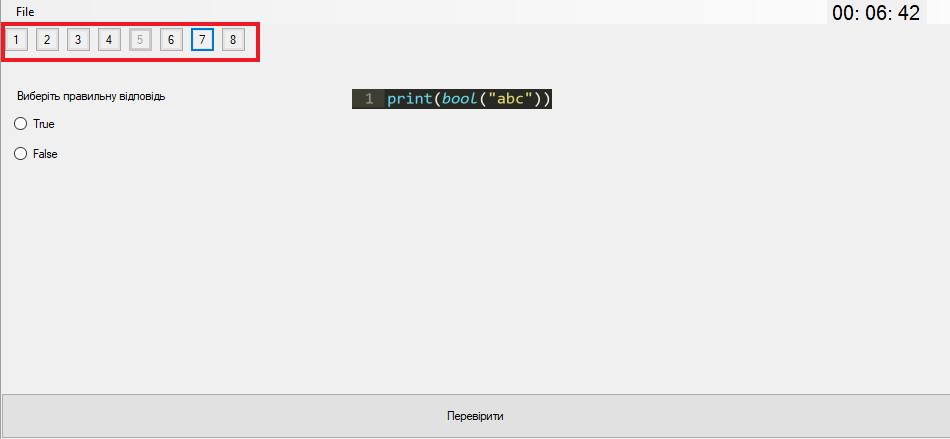 File
00: 06: 42
1 2 3 4 5 6 7 8
Виберіть правильну відповідь
1 print(bool("abc"))
True
False
Перевірити